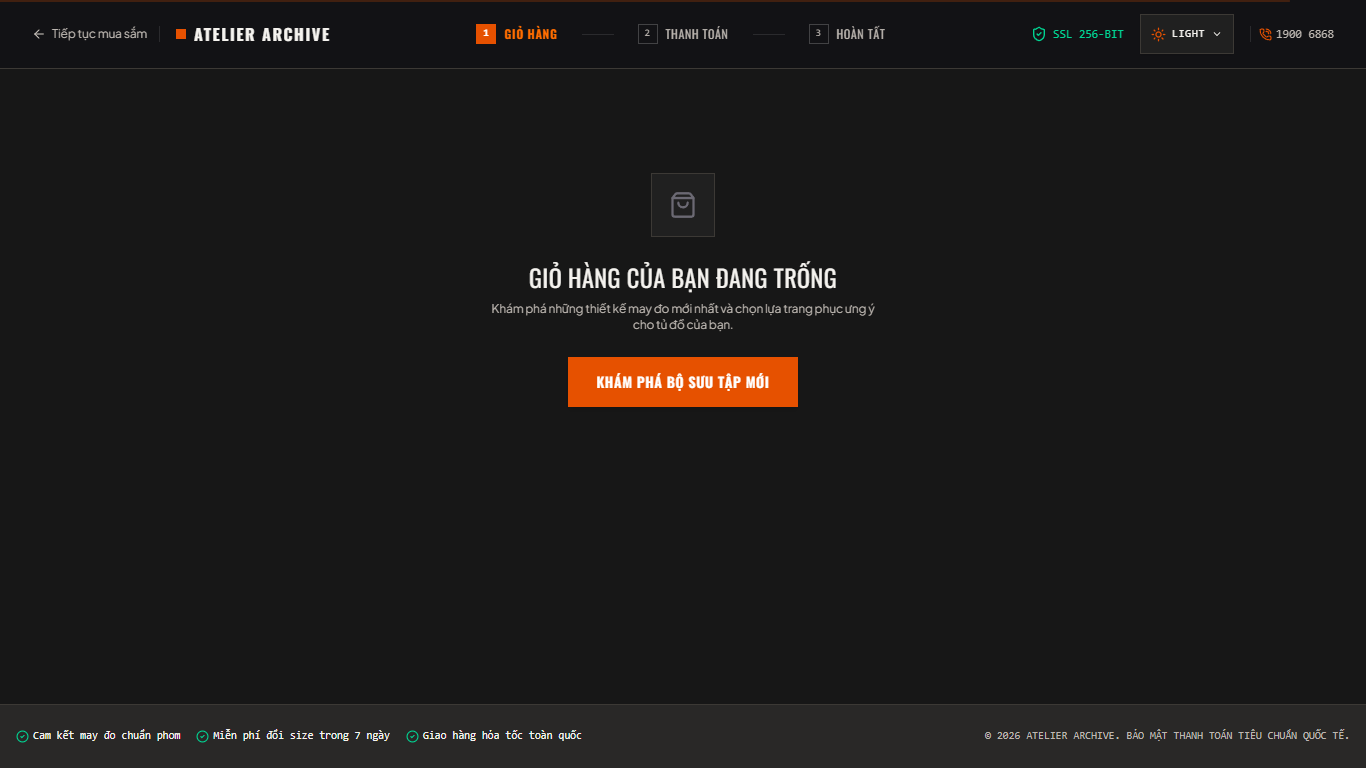 Tiếp tục mua sắm
ATELIER ARCHIVE
1 GIỎ HÀNG
2 THANH TOÁN
3 HOÀN TẤT
SSL 256-BIT
LIGHT
1900 6868
GIỎ HÀNG CỦA BẠN ĐANG TRỐNG
Khám phá những thiết kế may đo mới nhất và chọn lựa trang phục ưng ý
cho tủ đồ của bạn.
KHÁM PHÁ BỘ SƯU TẬP MỚI
Cam kết may đo chuẩn phom
Miễn phí đổi size trong 7 ngày
Giao hàng hỏa tốc toàn quốc
© 2026 ATELIER ARCHIVE. BẢO MẬT THANH TOÁN TIÊU CHUẨN QUỐC TẾ.